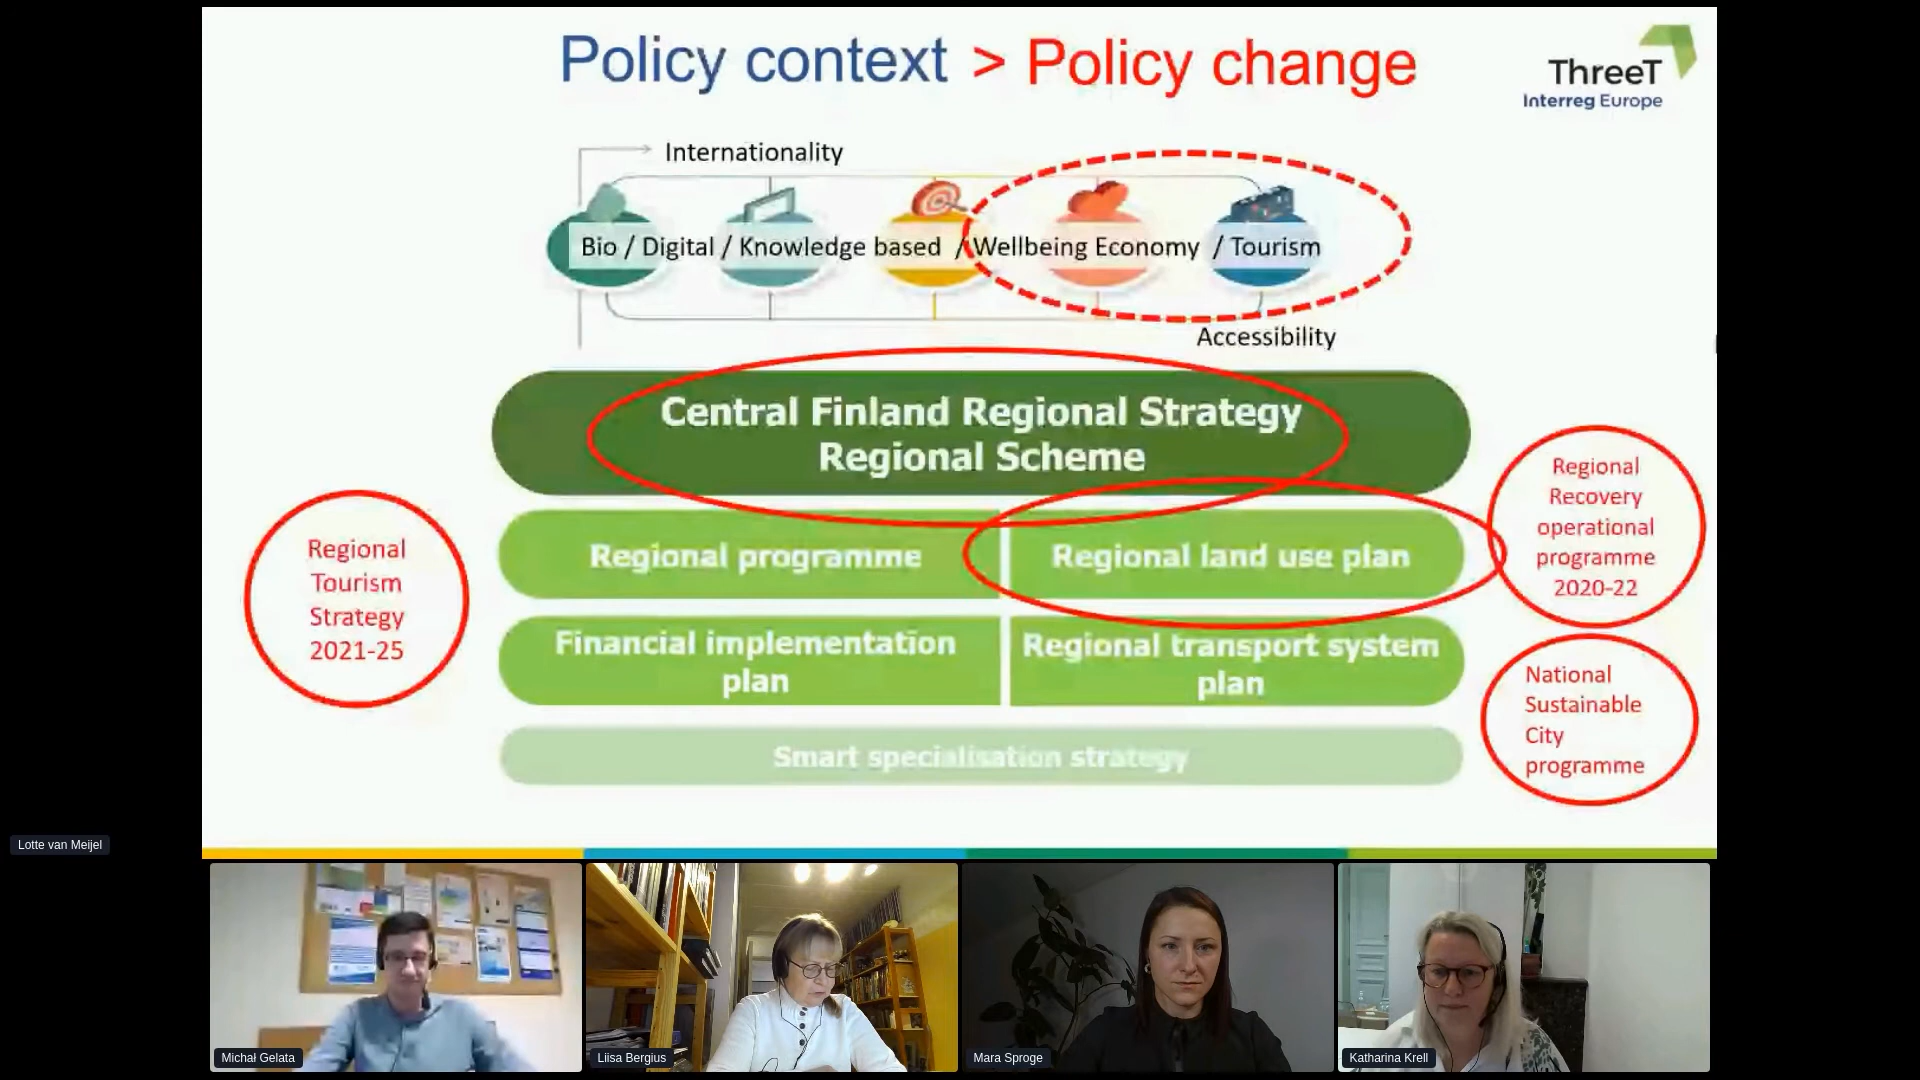 Policy context > Policy change
ThreeT
Interreg Europe
Internationality
Bio / Digital / Knowledge based / Wellbeing Economy / Tourism
Accessibility
Central Finland Regional Strategy
Regional Scheme
Regional
Recovery
operational
programme
2020-22
Regional
Tourism
Strategy
2021-25
Regional programme
Regional land use plan
Financial implementation
plan
Regional transport system
plan
National
Sustainable
City
programme
Smart specialisation strategy
Lotte van Meijel
Michał Gelata
Liisa Bergius
Mara Sproge
Katharina Krell